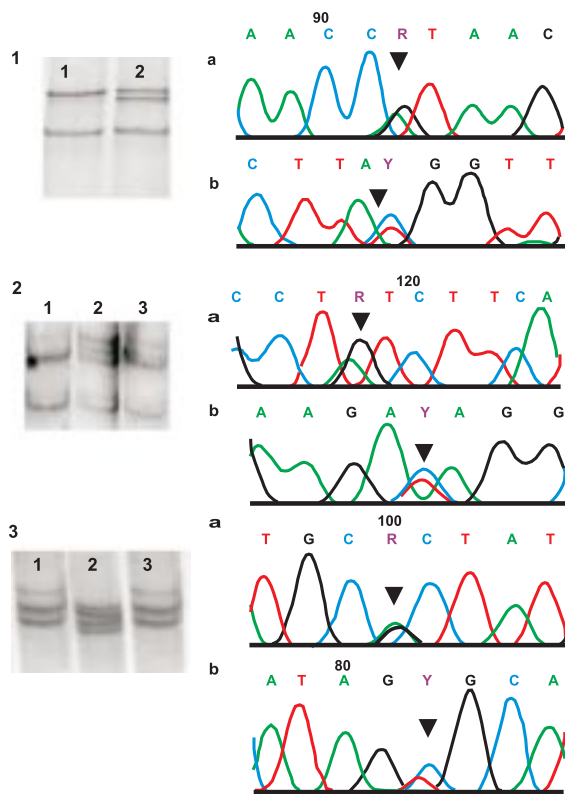 90
A A C C R T A A C
1
a
1 2
C T T A Y G G T T
b
2
120
C C T R T C T T C A
1 2 3
a
A A G A Y A G G
b
3
100
a
T G C R C T A T
1 2 3
b
80
A T A G Y G C A